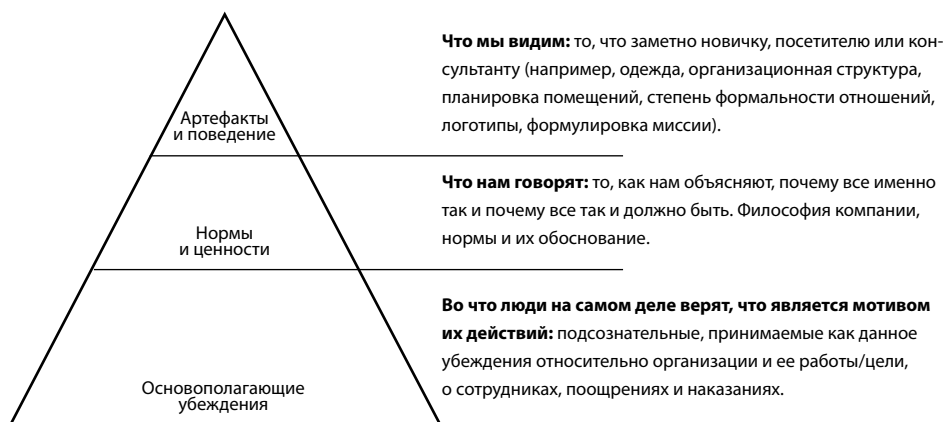 Артефакты
и поведение
Что мы видим: то, что заметно новичку, посетителю или кон-
сультанту (например, одежда, организационная структура,
планировка помещений, степень формальности отношений,
логотипы, формулировка миссии).
Нормы
и ценности
Что нам говорят: то, как нам объясняют, почему все именно
так и почему все так и должно быть. Философия компании,
нормы и их обоснование.
Основополагающие
убеждения
Во что люди на самом деле верят, что является мотивом
их действий: подсознательные, принимаемые как данное
убеждения относительно организации и ее работы/цели,
о сотрудниках, поощрениях и наказаниях.